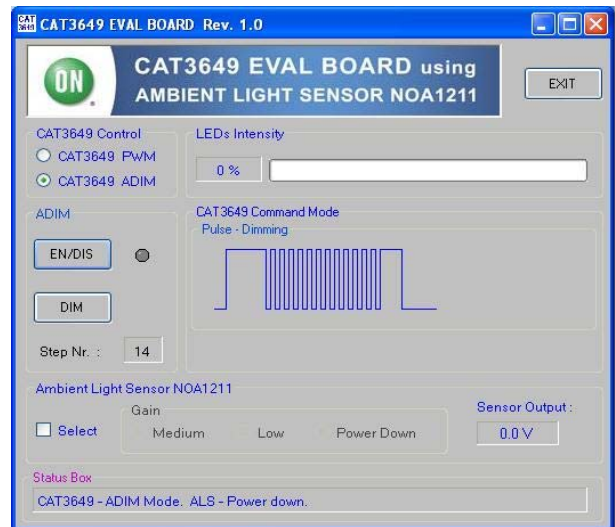 CAT 3649 CAT3649 EVAL BOARD Rev. 1.0
ON
CAT3649 EVAL BOARD using
AMBIENT LIGHT SENSOR NOA1211
EXIT
CAT3649 Control
CAT3649 PWM
CAT3649 ADIM
LEDs Intensity
0 %
ADIM
EN/DIS
DIM
Step Nr. : 14
CAT3649 Command Mode
Pulse - Dimming
Ambient Light Sensor NOA1211
Select
Gain
Medium Low Power Down
Sensor Output :
0.0 V
Status Box
CAT3649 - ADIM Mode. ALS - Power down.